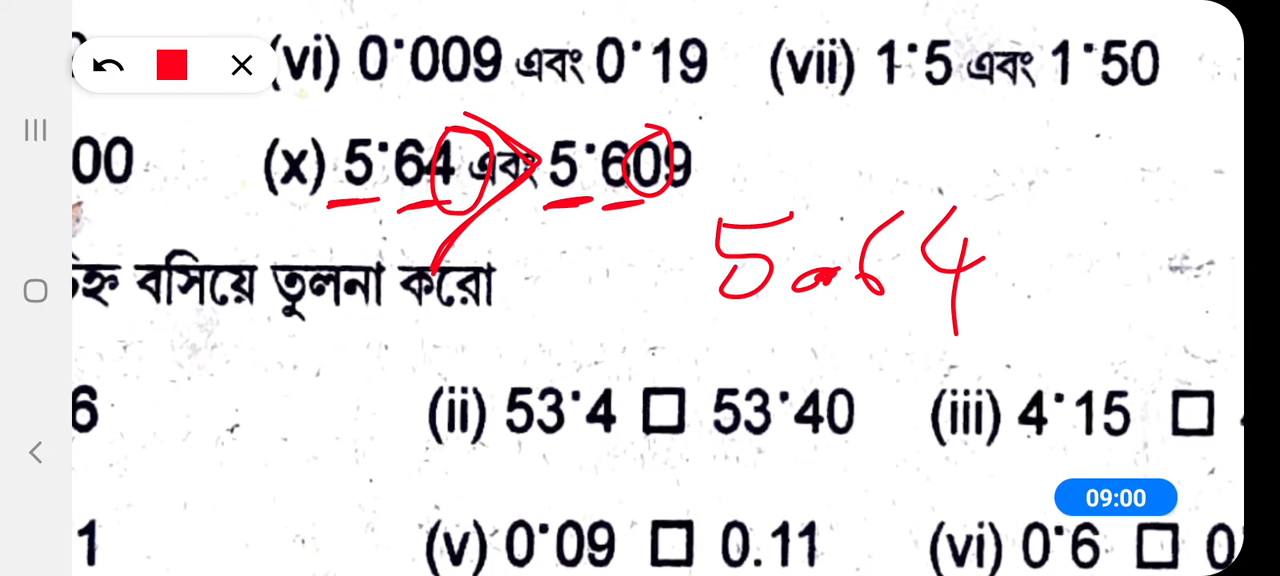 (vi) 0·009 এবং 0·19 (vii) 1·5 এবং 1·50
00 (x) 5·64 > এবং 5·609
5.64
হ্ন বসিয়ে তুলনা করো
6 (ii) 53·4 □ 53·40 (iii) 4·15 □
09:00
1 (v) 0·09 □ 0.11 (vi) 0·6 □ 0